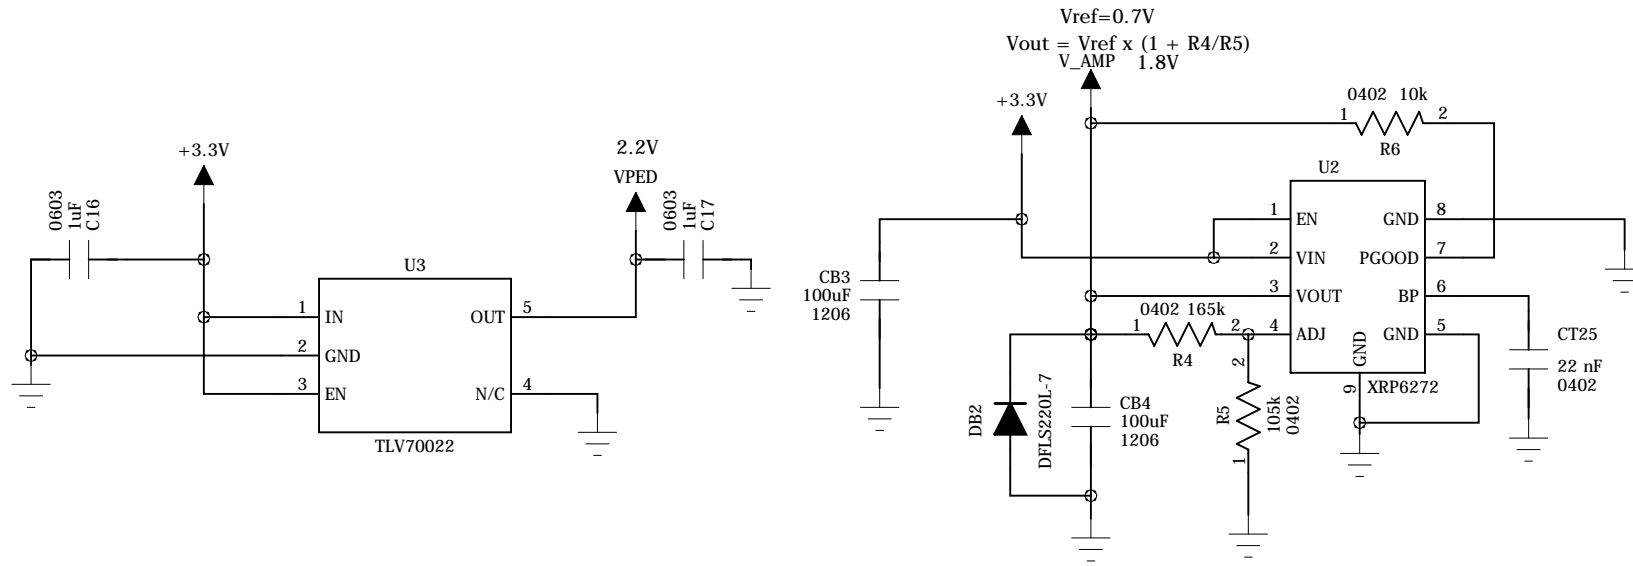 +3.3V
0603
1uF
C16
2.2V
VPED
0603
1uF
C17
U3
1
IN
2
GND
3
EN
OUT
5
N/C
4
TLV70022
Vref=0.7V
Vout = Vref x (1 + R4/R5)
V_AMP 1.8V
+3.3V
0402 10k
1
2
R6
U2
1
EN
2
VIN
3
VOUT
4
ADJ
GND
8
PGOOD
7
BP
6
GND
5
GND
9
XRP6272
CB3
100uF
1206
0402 165k
1
2
R4
2
R5
105k
0402
1
DB2
DFLS220L-7
CB4
100uF
1206
CT25
22 nF
0402